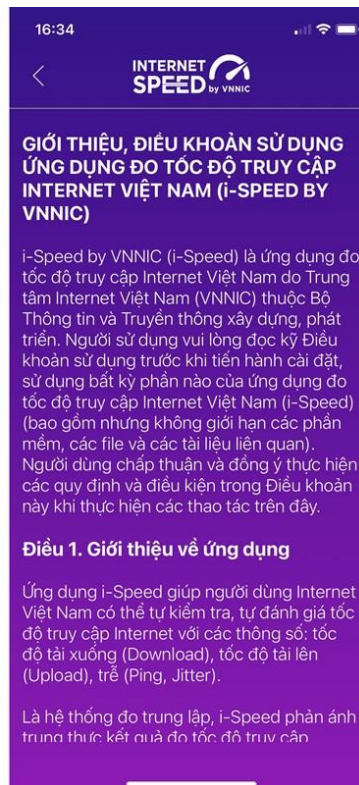 16:34
INTERNET
SPEED by VNNIC
GIỚI THIỆU, ĐIỀU KHOẢN SỬ DỤNG
ỨNG DỤNG ĐO TỐC ĐỘ TRUY CẬP
INTERNET VIỆT NAM (i-SPEED BY
VNNIC)
i-Speed by VNNIC (i-Speed) là ứng dụng đo
tốc độ truy cập Internet Việt Nam do Trung
tâm Internet Việt Nam (VNNIC) thuộc Bộ
Thông tin và Truyền thông xây dựng, phát
triển. Người sử dụng vui lòng đọc kỹ Điều
khoản sử dụng trước khi tiến hành cài đặt,
sử dụng bất kỳ phần nào của ứng dụng đo
tốc độ truy cập Internet Việt Nam (i-Speed)
(bao gồm nhưng không giới hạn các phần
mềm, các file và các tài liệu liên quan).
Người dùng chấp thuận và đồng ý thực hiện
các quy định và điều kiện trong Điều khoản
này khi thực hiện các thao tác trên đây.
Điều 1. Giới thiệu về ứng dụng
Ứng dụng i-Speed giúp người dùng Internet
Việt Nam có thể tự kiểm tra, tự đánh giá tốc
độ truy cập Internet với các thông số: tốc
độ tải xuống (Download), tốc độ tải lên
(Upload), trễ (Ping, Jitter).
Là hệ thống đo trung lập, i-Speed phản ánh
trung thực kết quả đo tốc độ truy cập